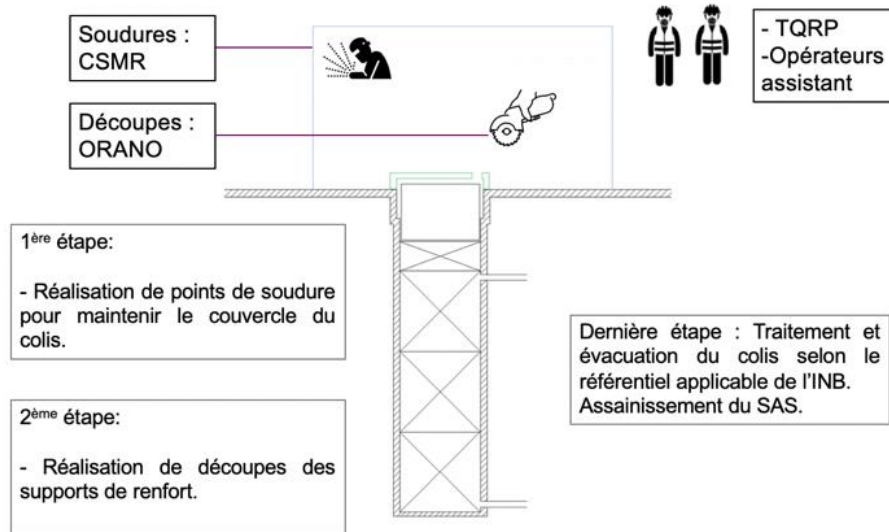 Soudures :
CSMR
Découpes :
ORANO
- TQRP
-Opérateurs
assistant
1ère étape:
- Réalisation de points de soudure
pour maintenir le couvercle du
colis.
2ème étape:
- Réalisation de découpes des
supports de renfort.
Dernière étape : Traitement et
évacuation du colis selon le
référentiel applicable de l’INB.
Assainissement du SAS.